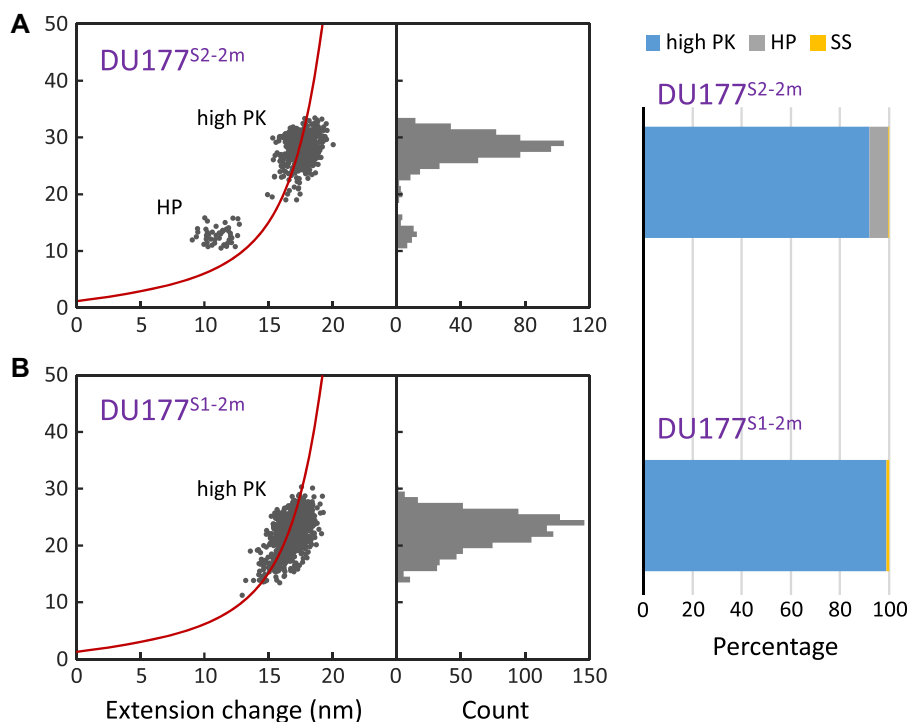 A
DU177S2-2m
high PK
HP
50
40
30
20
10
0
0 5 10 15 20
0 40 80 120
B
DU177S1-2m
high PK
50
40
30
20
10
0
0 5 10 15 20
0 50 100 150
Extension change (nm)
Count
high PK HP SS
DU177S2-2m
DU177S1-2m
0 20 40 60 80 100
Percentage